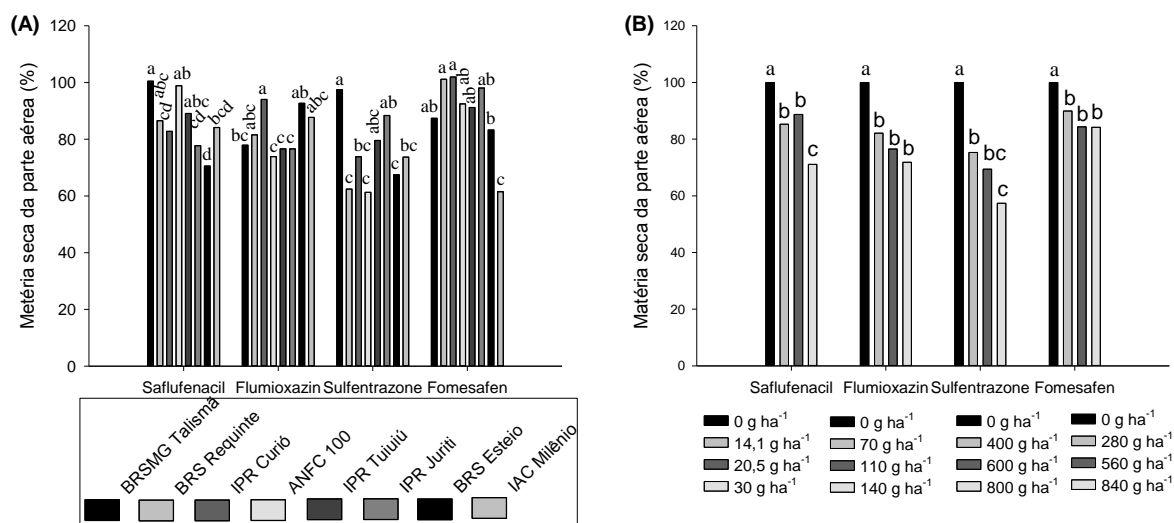 (A)
Metéria seca da parte aérea (%)
120
100
80
60
40
20
0
a abc cd ab abc cd d bcd
bc abc a c c c ab abc
a c abc c abc ab c abc
ab a a ab ab ab b c
Saflufenacil Flumioxazin Sulfentrazone Fomesafen
BRSMG Talismã
BRS Requinte
IPR Curió
ANFC 100
IPR Tuiuiú
IPR Juriti
BRS Esteio
IAC Milênio
(B)
Matéria seca da parte aérea (%)
120
100
80
60
40
20
0
a b b c
a b b b
a b bc c
a b b b
Saflufenacil Flumioxazin Sulfentrazone Fomesafen
0 g ha⁻¹ 0 g ha⁻¹ 0 g ha⁻¹ 0 g ha⁻¹
14,1 g ha⁻¹ 70 g ha⁻¹ 400 g ha⁻¹ 280 g ha⁻¹
20,5 g ha⁻¹ 110 g ha⁻¹ 600 g ha⁻¹ 560 g ha⁻¹
30 g ha⁻¹ 140 g ha⁻¹ 800 g ha⁻¹ 840 g ha⁻¹